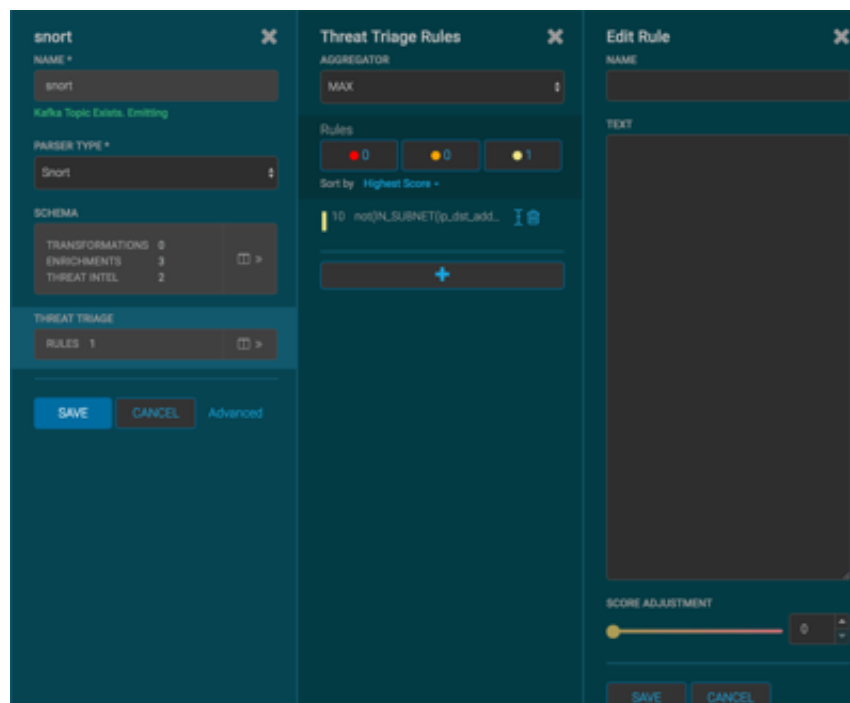 snort
NAME *
snort
Kafka Topic Exists. Emitting
PARSER TYPE *
Snort
SCHEMA
TRANSFORMATIONS 0
ENRICHMENTS 3
THREAT INTEL 2
THREAT TRIAGE
RULES 1
SAVE CANCEL Advanced
Threat Triage Rules
AGGREGATOR
MAX
Rules
0 0 1
Sort by Highest Score
10 not(IN_SUBNET(ip_dst_add...
Edit Rule
NAME
TEXT
SCORE ADJUSTMENT
0
SAVE CANCEL